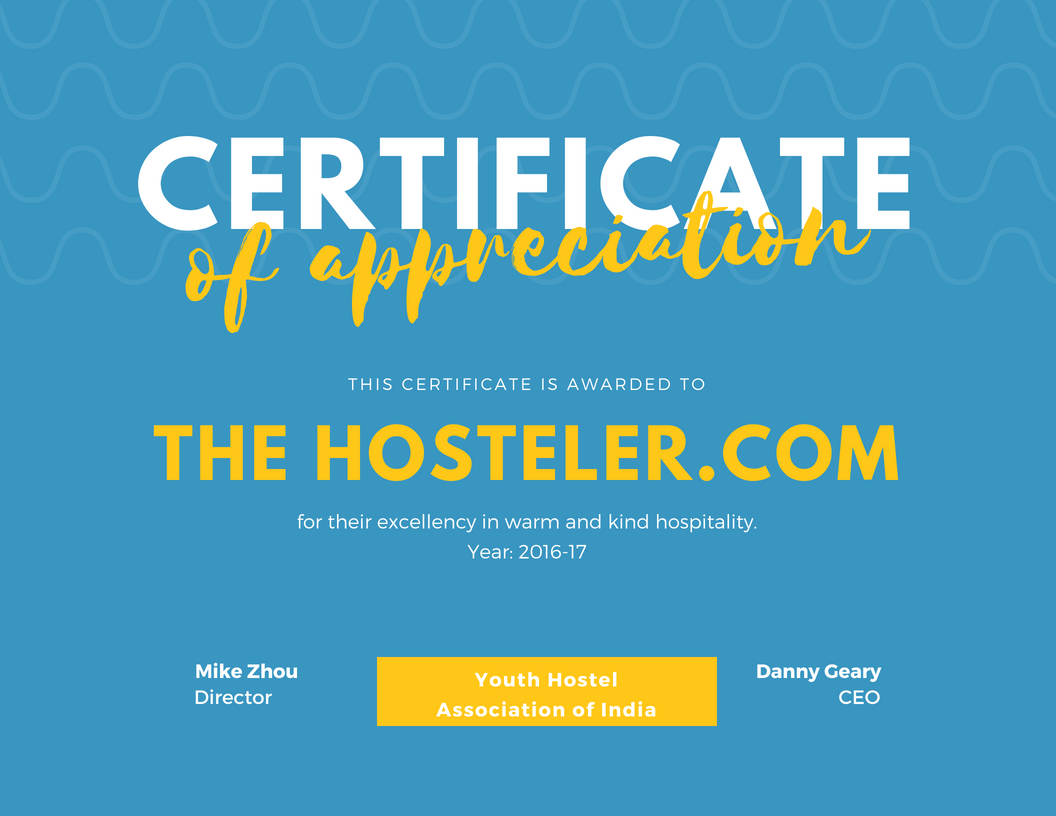 CERTIFICATE
of appreciation
THIS CERTIFICATE IS AWARDED TO
THE HOSTELER.COM
for their excellency in warm and kind hospitality.
Year: 2016-17
Mike Zhou
Director
Youth Hostel
Association of India
Danny Geary
CEO